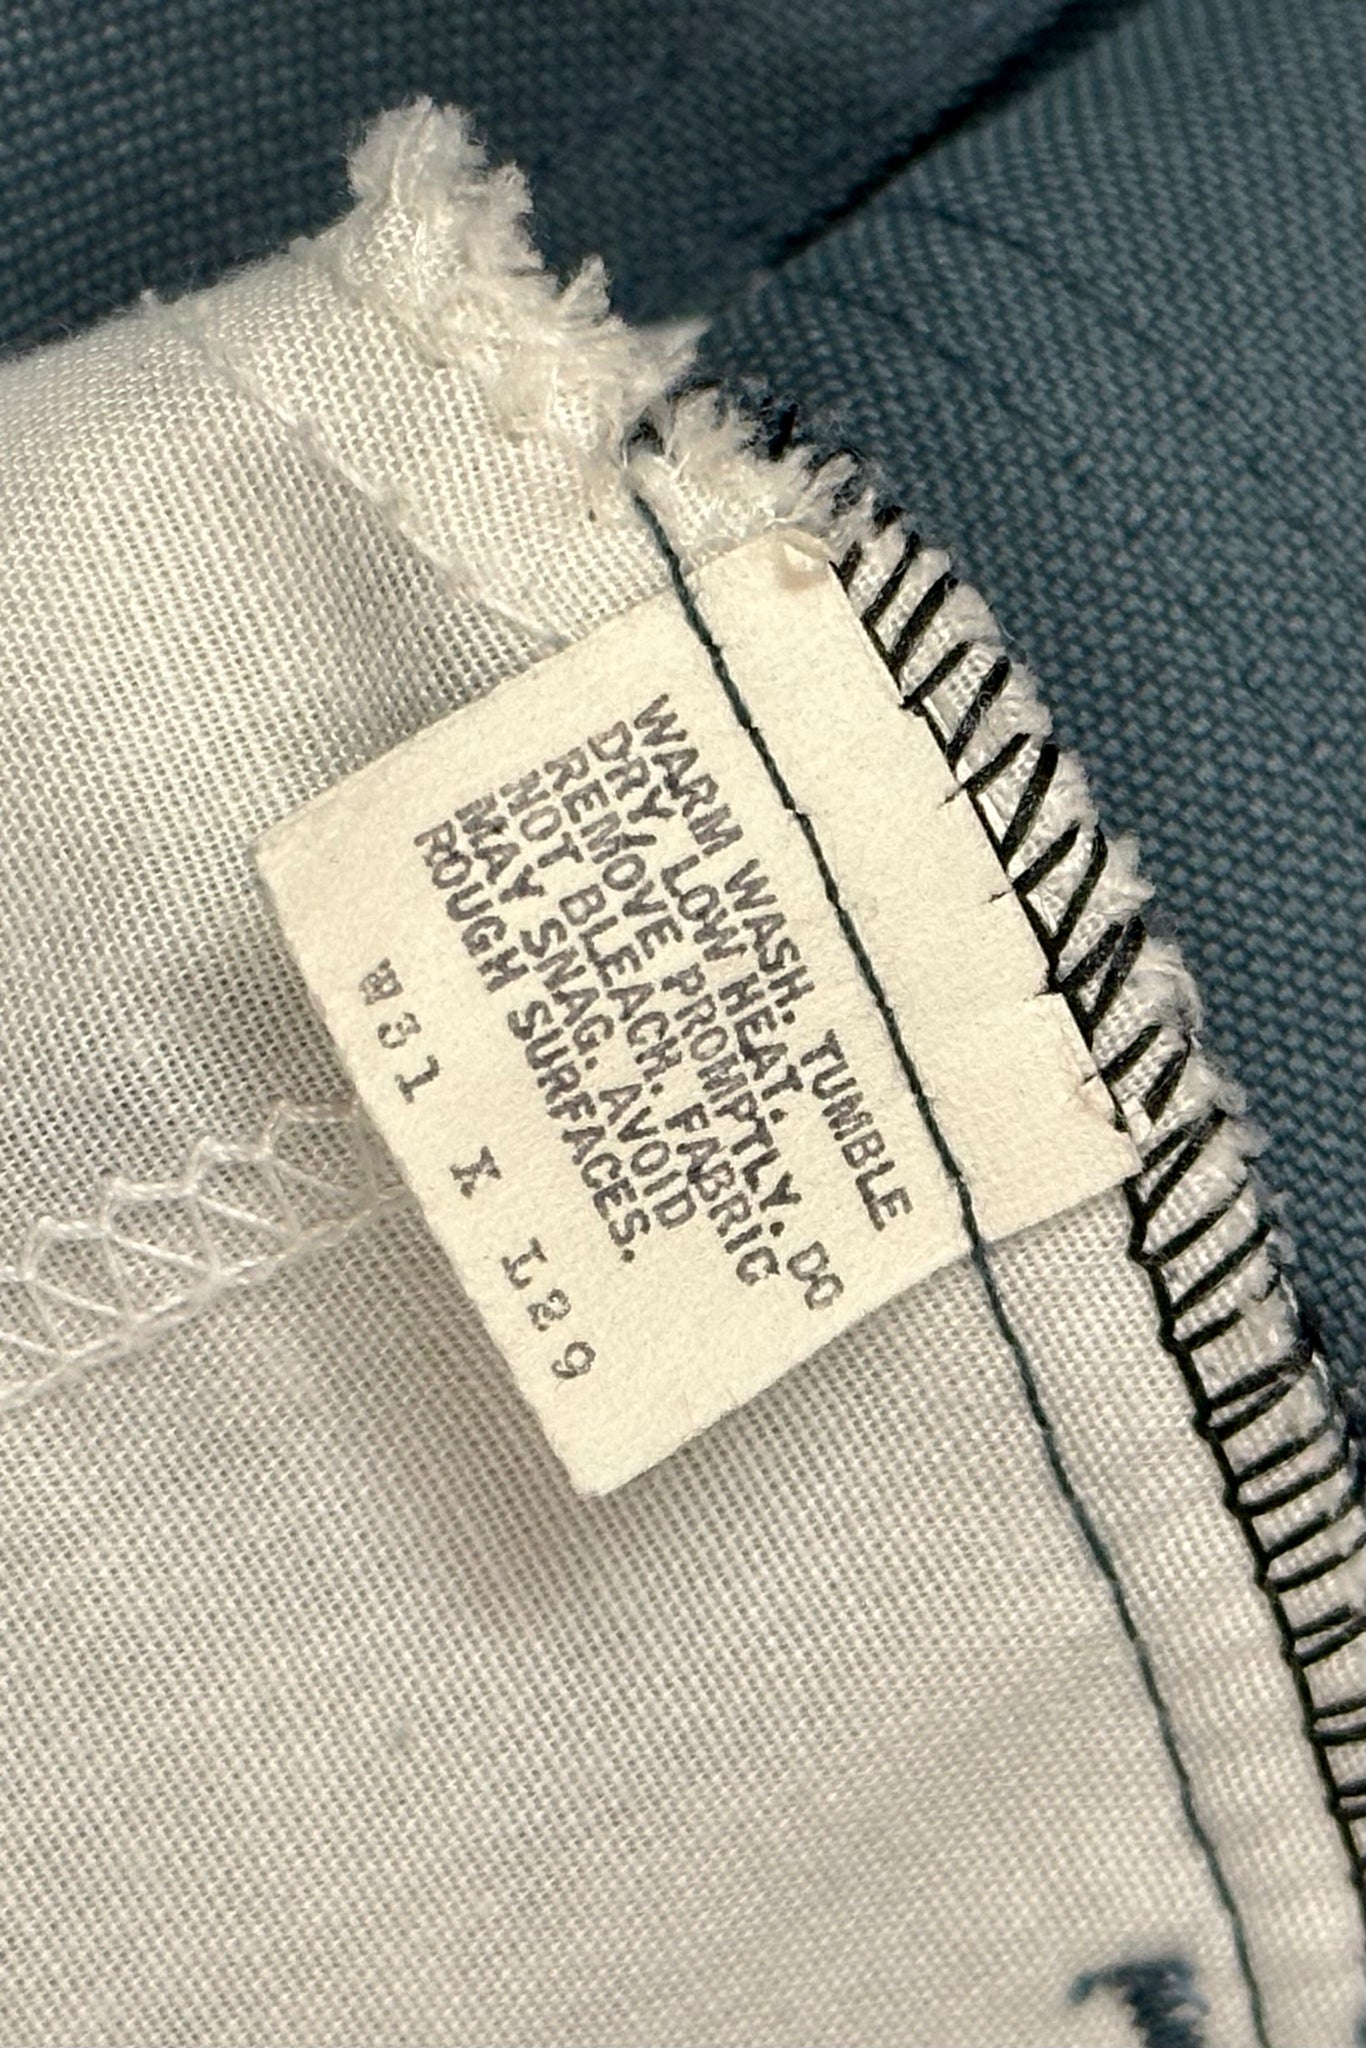 WARM WASH. TUMBLE
DRY, LOW HEAT.
REMOVE PROMPTLY. DO
NOT BLEACH. FABRIC
MAY SNAG. AVOID
ROUGH SURFACES.
W31 X L29